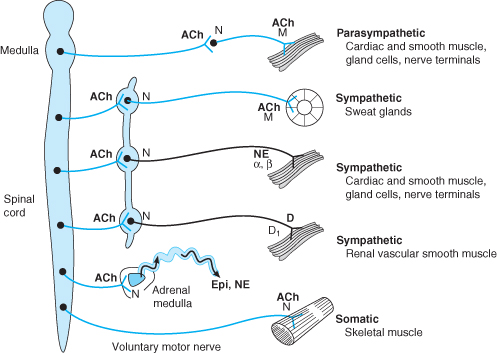 Medulla
ACh N
ACh
M
Parasympathetic
Cardiac and smooth muscle,
gland cells, nerve terminals
ACh N
ACh
M
Sympathetic
Sweat glands
ACh N
NE
α, β
Sympathetic
Cardiac and smooth muscle,
gland cells, nerve terminals
Spinal
cord
ACh N
D
D₁
Sympathetic
Renal vascular smooth muscle
ACh
N
Adrenal
medulla
Epi, NE
ACh
N
Somatic
Skeletal muscle
Voluntary motor nerve